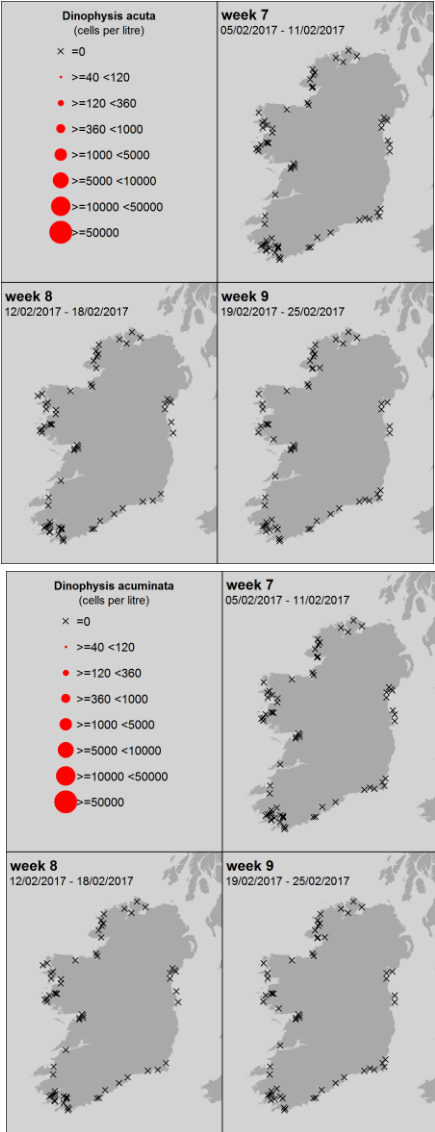 Dinophysis acuta
(cells per litre)
=0
>=40 <120
>=120 <360
>=360 <1000
>=1000 <5000
>=5000 <10000
>=10000 <50000
>=50000
week 7
05/02/2017 - 11/02/2017
week 8
12/02/2017 - 18/02/2017
week 9
19/02/2017 - 25/02/2017
Dinophysis acuminata
(cells per litre)
=0
>=40 <120
>=120 <360
>=360 <1000
>=1000 <5000
>=5000 <10000
>=10000 <50000
>=50000
week 7
05/02/2017 - 11/02/2017
week 8
12/02/2017 - 18/02/2017
week 9
19/02/2017 - 25/02/2017